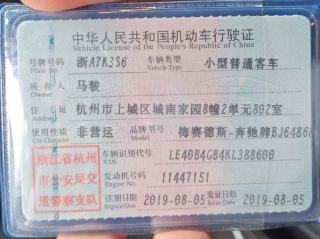 中华人民共和国机动车行驶证
Vehicle License of the People's Republic of China
号牌号码 浙A7K3S6 车辆类型 小型普通客车
Plate No. Vehicle Type
所有人 马骏
Owner
住址 杭州市上城区城南家园8幢2单元802室
Address
使用性质 非营运 品牌型号 梅赛德斯-奔驰牌BJ6486
Use Character Model
浙江省杭州市公安局交通警察支队
车辆识别代号 LE40B4GB4KL388600
VIN
发动机号码 11447151
Engine No.
注册日期 2019-08-05 发证日期 2019-08-05
Register Date Issue Date